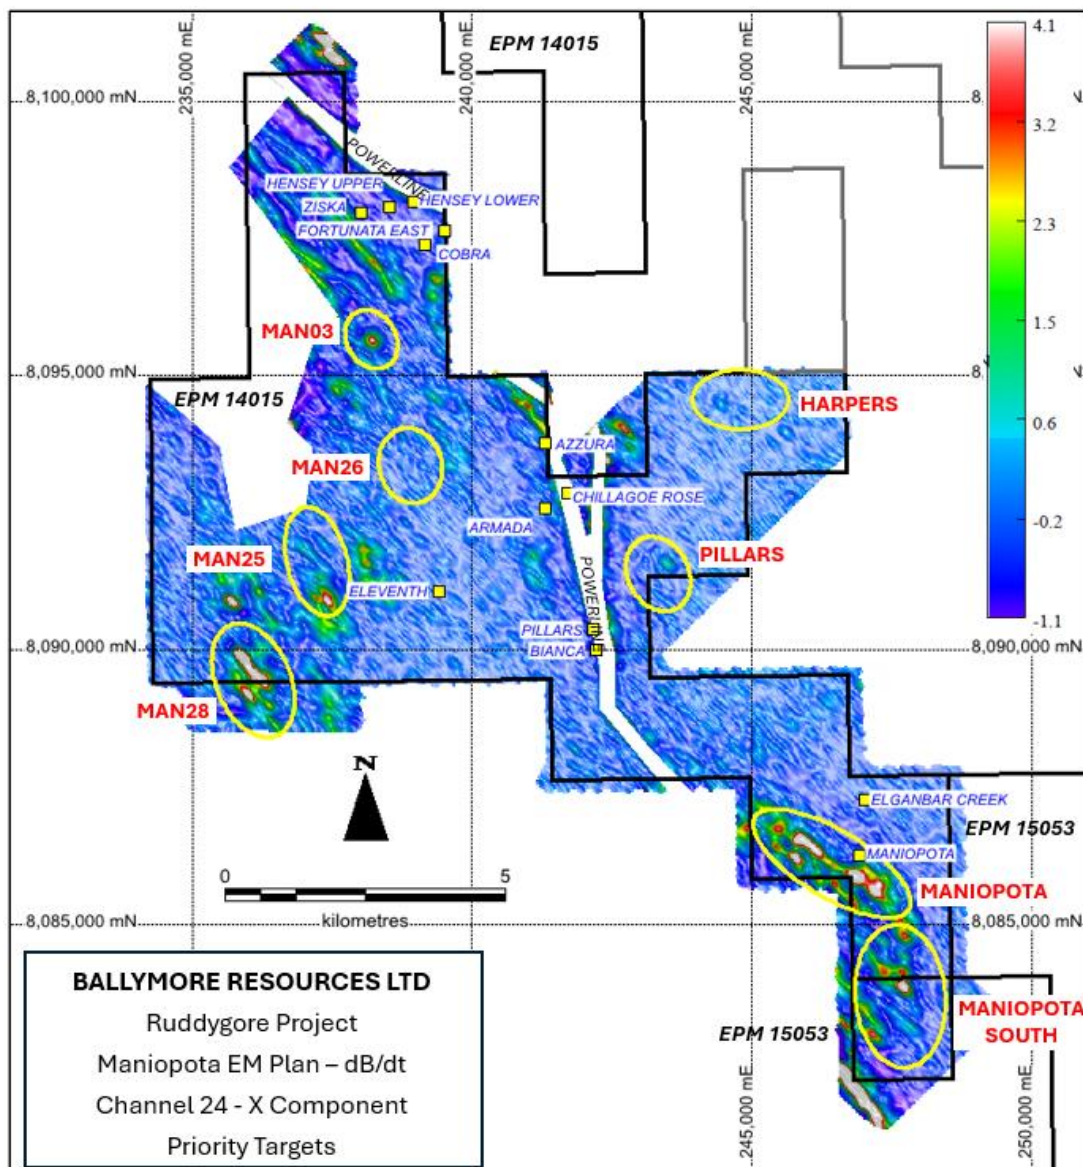 235,000 mE
240,000 mE
245,000 mE
EPM 14015
4.1
3.2
2.3
1.5
0.6
-0.2
-1.1
8,100,000 mN
8,
POWERLINE
HENSEY UPPER
HENSEY LOWER
ZISKA
FORTUNATA EAST
COBRA
MAN03
8,095,000 mN
8,
EPM 14015
HARPERS
AZZURA
MAN26
CHILLAGOE ROSE
ARMADA
MAN25
PILLARS
ELEVENTH
POWERLINE
PILLARS
BIANCA
8,090,000 mN
8,090,000 mN
MAN28
N
ELGANBAR CREEK
EPM 15053
MANIOPOTA
0
5
kilometres
MANIOPOTA
8,085,000 mN
8,085,000 mN
MANIOPOTA
SOUTH
EPM 15053
245,000 mE
250,000 mE
BALLYMORE RESOURCES LTD
Ruddygore Project
Maniopota EM Plan – dB/dt
Channel 24 - X Component
Priority Targets